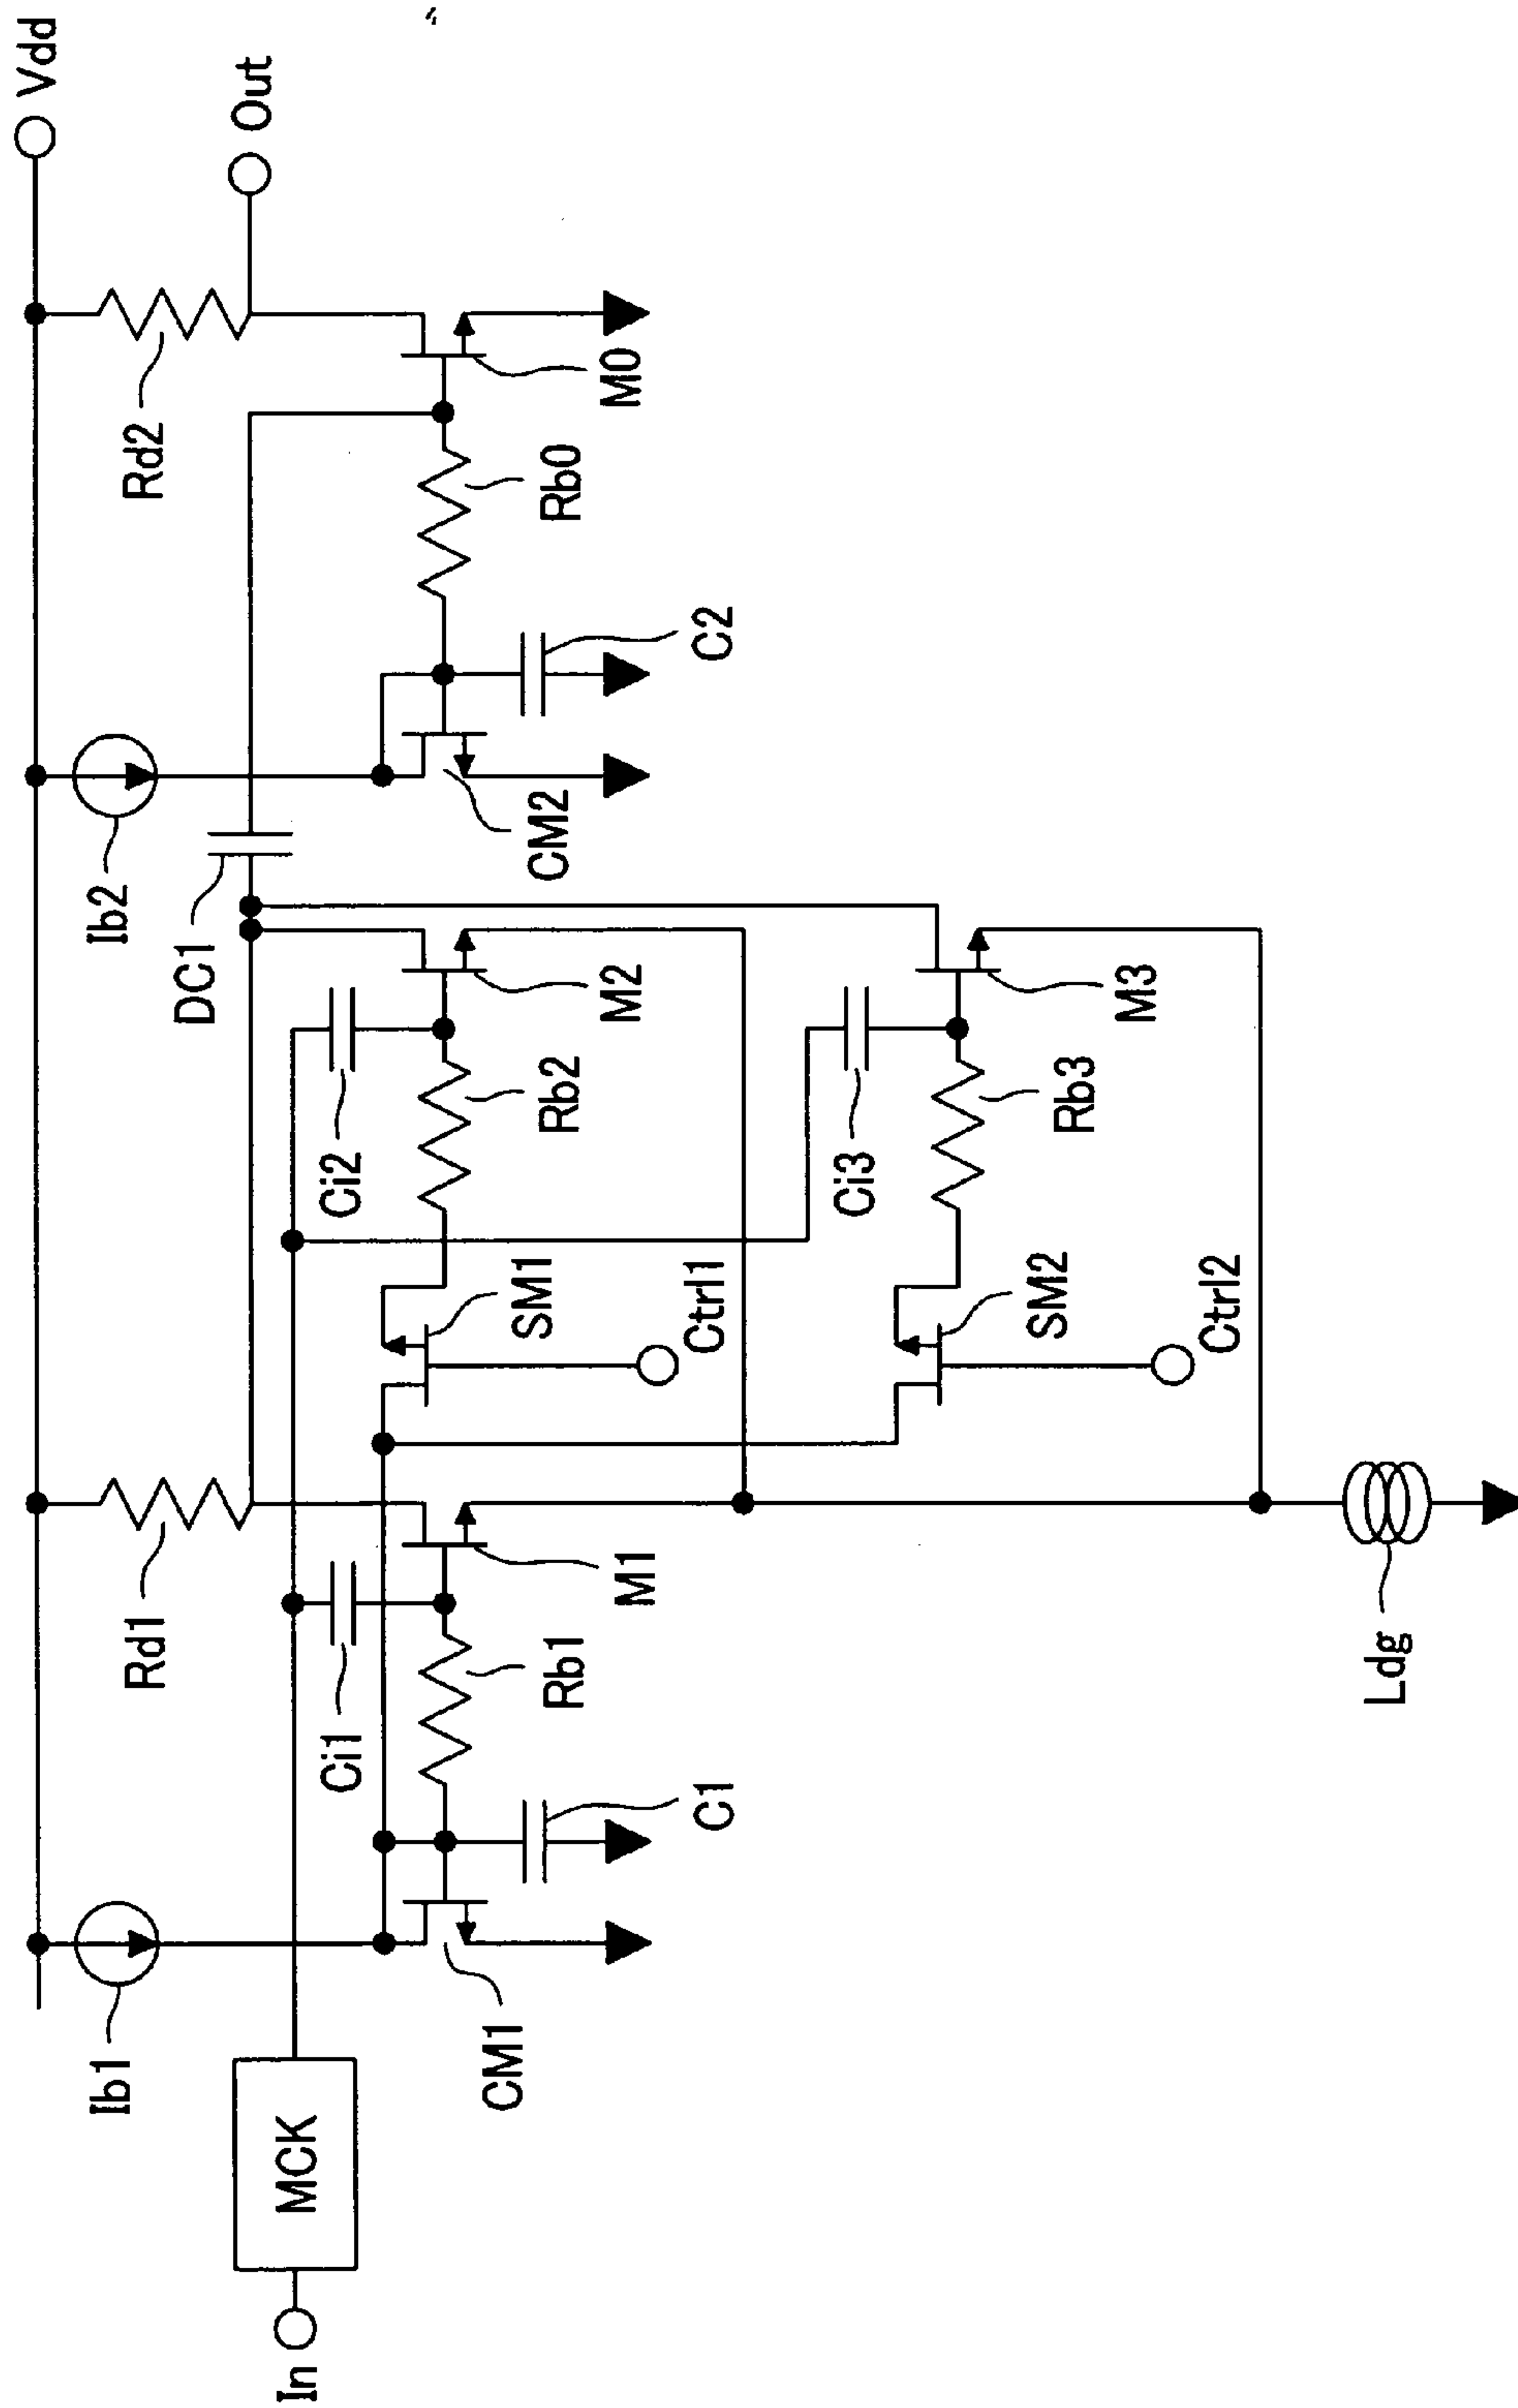 Vdd
Out
Rd2
M0
Rb0
C2
Ib2
CM2
DC1
M2
M3
Rb2
Rb3
Ci2
Ci3
SM1
SM2
Ctrl1
Ctrl2
Rd1
M1
Ldg
Rb1
Ci1
C1
Ib1
CM1
MCK
In